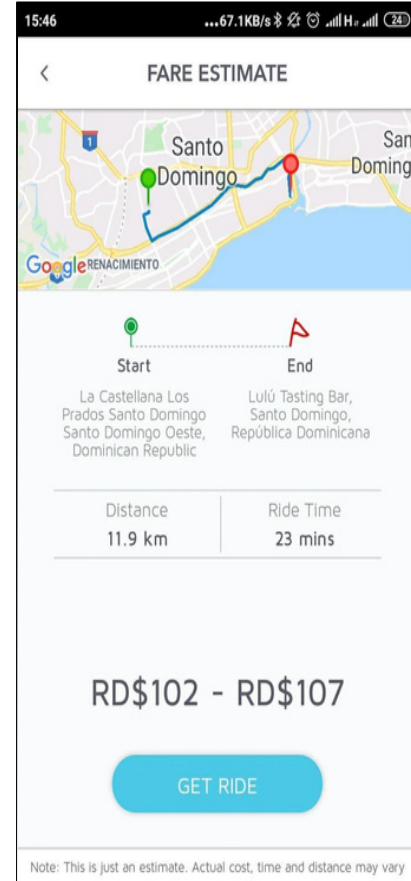 15:46
...67.1KB/s
H
24
FARE ESTIMATE
1
Santo
Domingo
San
Doming
Google
RENACIMIENTO
Start
End
La Castellana Los
Prados Santo Domingo
Santo Domingo Oeste,
Dominican Republic
Lulú Tasting Bar,
Santo Domingo,
República Dominicana
Distance
Ride Time
11.9 km
23 mins
RD$102 - RD$107
GET RIDE
Note: This is just an estimate. Actual cost, time and distance may vary